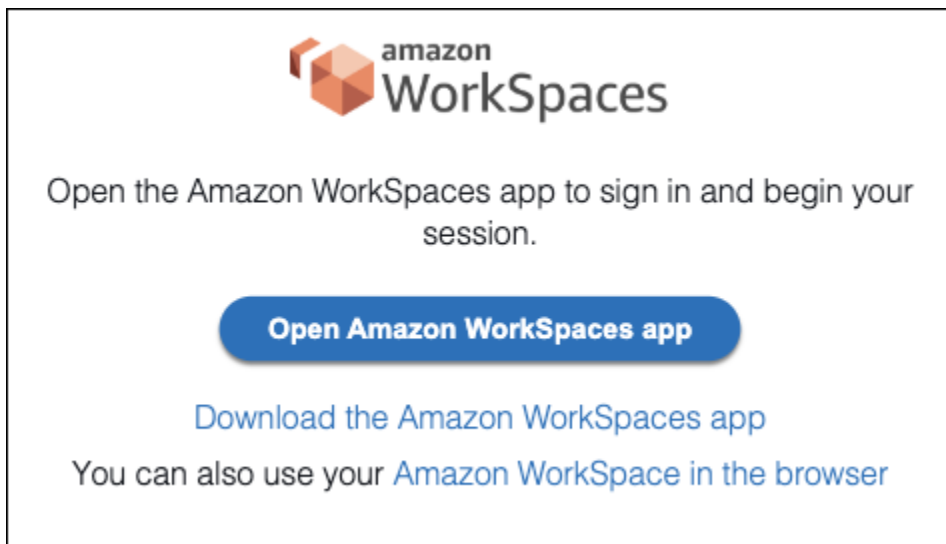 amazon
WorkSpaces
Open the Amazon WorkSpaces app to sign in and begin your
session.
Open Amazon WorkSpaces app
Download the Amazon WorkSpaces app
You can also use your Amazon WorkSpace in the browser